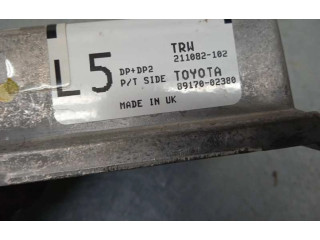 L5
DP+DP2
P/T SIDE
TRW
211082-102
TOYOTA
89170-02380
MADE IN UK